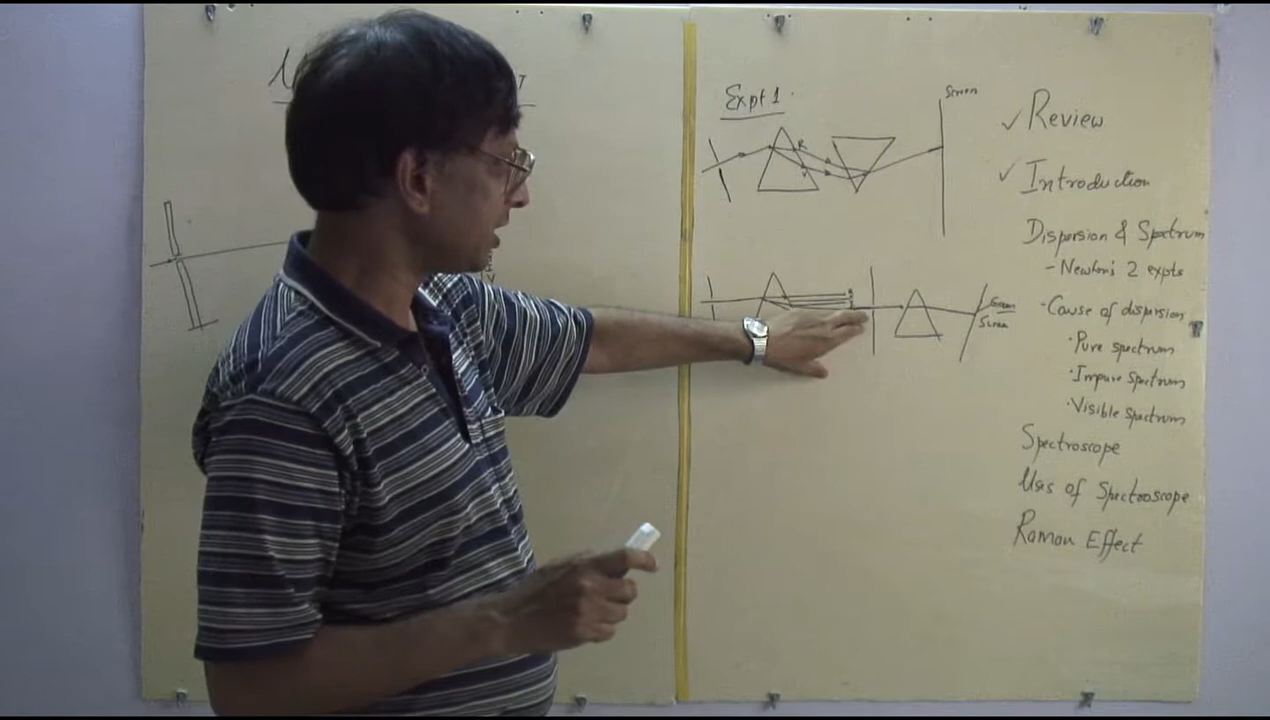 Expt 1.
Screen
R
V
Green
Screen
✓ Review
✓ Introduction
Dispersion & Spectrum
- Newton's 2 expts
· Cause of dispersion
· Pure spectrum
· Impure spectrum
· Visible spectrum
Spectroscope
Uses of Spectroscope
Raman Effect